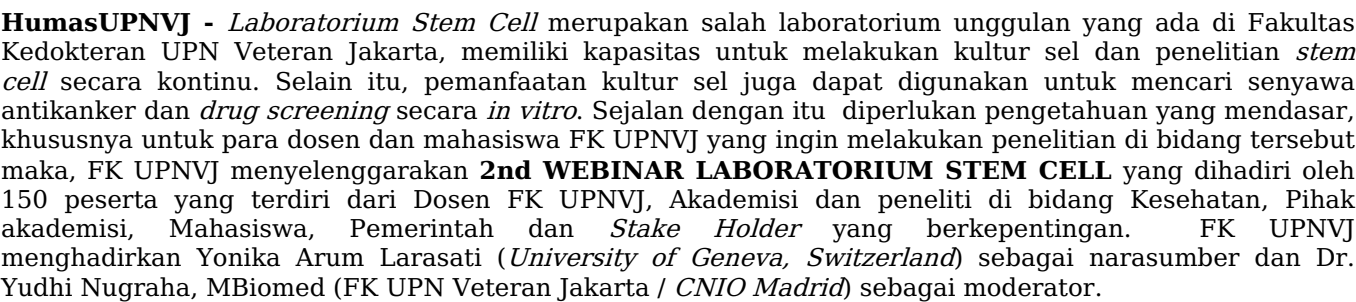 HumasUPNVJ - Laboratorium Stem Cell merupakan salah laboratorium unggulan yang ada di Fakultas
Kedokteran UPN Veteran Jakarta, memiliki kapasitas untuk melakukan kultur sel dan penelitian stem
cell secara kontinu. Selain itu, pemanfaatan kultur sel juga dapat digunakan untuk mencari senyawa
antikanker dan drug screening secara in vitro. Sejalan dengan itu diperlukan pengetahuan yang mendasar,
khususnya untuk para dosen dan mahasiswa FK UPNVJ yang ingin melakukan penelitian di bidang tersebut
maka, FK UPNVJ menyelenggarakan 2nd WEBINAR LABORATORIUM STEM CELL yang dihadiri oleh
150 peserta yang terdiri dari Dosen FK UPNVJ, Akademisi dan peneliti di bidang Kesehatan, Pihak
akademisi, Mahasiswa, Pemerintah dan Stake Holder yang berkepentingan. FK UPNVJ
menghadirkan Yonika Arum Larasati (University of Geneva, Switzerland) sebagai narasumber dan Dr.
Yudhi Nugraha, MBiomed (FK UPN Veteran Jakarta / CNIO Madrid) sebagai moderator.